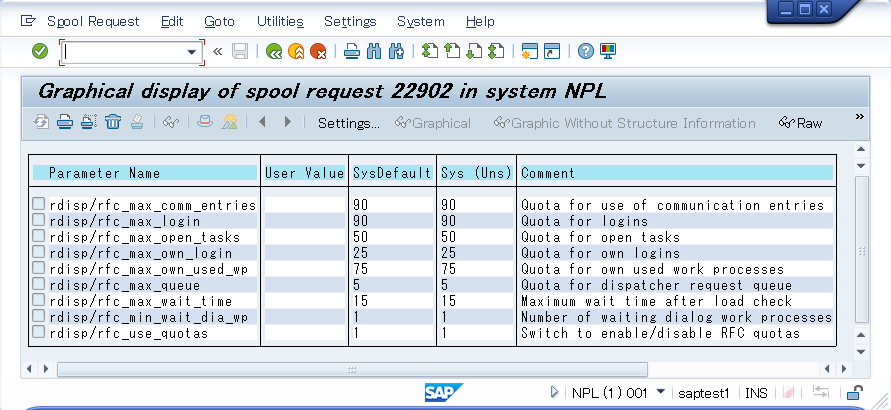 Spool Request Edit Goto Utilities Settings System Help
Graphical display of spool request 22902 in system NPL
Settings... Graphical Graphic Without Structure Information Raw
Parameter Name User Value SysDefault Sys (Uns) Comment
rdisp/rfc_max_comm_entries 90 90 Quota for use of communication entries
rdisp/rfc_max_login 90 90 Quota for logins
rdisp/rfc_max_open_tasks 50 50 Quota for open tasks
rdisp/rfc_max_own_login 25 25 Quota for own logins
rdisp/rfc_max_own_used_wp 75 75 Quota for own used work processes
rdisp/rfc_max_queue 5 5 Quota for dispatcher request queue
rdisp/rfc_max_wait_time 15 15 Maximum wait time after load check
rdisp/rfc_min_wait_dia_wp 1 1 Number of waiting dialog work processes
rdisp/rfc_use_quotas 1 1 Switch to enable/disable RFC quotas
SAP NPL (1) 001 saptest1 INS